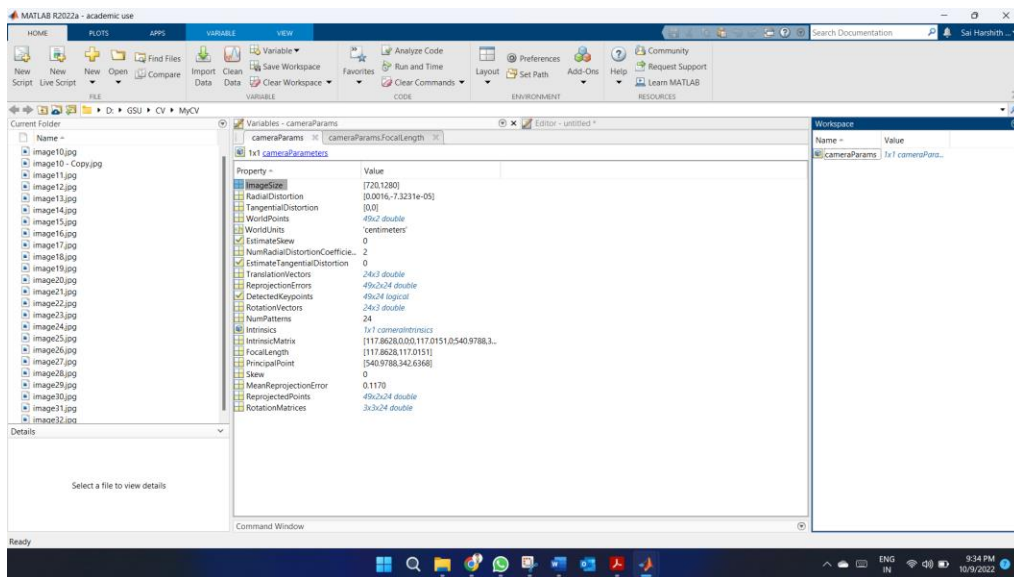 MATLAB R2022a - academic use
HOME PLOTS APPS VARIABLE VIEW
Search Documentation Sai Harshith ...
New Script
New Live Script
New
Open
Find Files
Compare
Import Data
Clean Data
Variable
Save Workspace
Clear Workspace
Favorites
Analyze Code
Run and Time
Clear Commands
Layout
Preferences
Set Path
Add-Ons
Help
Community
Request Support
Learn MATLAB
FILE VARIABLE CODE ENVIRONMENT RESOURCES
D: GSU CV MyCV
Current Folder
Name
image10.jpg
image10 - Copy.jpg
image11.jpg
image12.jpg
image13.jpg
image14.jpg
image15.jpg
image16.jpg
image17.jpg
image18.jpg
image19.jpg
image20.jpg
image21.jpg
image22.jpg
image23.jpg
image24.jpg
image25.jpg
image26.jpg
image27.jpg
image28.jpg
image29.jpg
image30.jpg
image31.jpg
image32.jpg
Details
Select a file to view details
Variables - cameraParams
Editor - untitled *
cameraParams cameraParams.FocalLength
1x1 cameraParameters
Property Value
ImageSize [720,1280]
RadialDistortion [0.0016,-7.3231e-05]
TangentialDistortion [0,0]
WorldPoints 49x2 double
WorldUnits 'centimeters'
EstimateSkew 0
NumRadialDistortionCoefficie... 2
EstimateTangentialDistortion 0
TranslationVectors 24x3 double
ReprojectionErrors 49x2x24 double
DetectedKeypoints 49x24 logical
RotationVectors 24x3 double
NumPatterns 24
Intrinsics 1x1 cameraIntrinsics
IntrinsicMatrix [117.8628,0,0;0,117.0151,0;540.9788,3...
FocalLength [117.8628,117.0151]
PrincipalPoint [540.9788,342.6368]
Skew 0
MeanReprojectionError 0.1170
ReprojectedPoints 49x2x24 double
RotationMatrices 3x3x24 double
Command Window
Workspace
Name Value
cameraParams 1x1 cameraPara...
Ready
ENG
IN
9:34 PM
10/9/2022